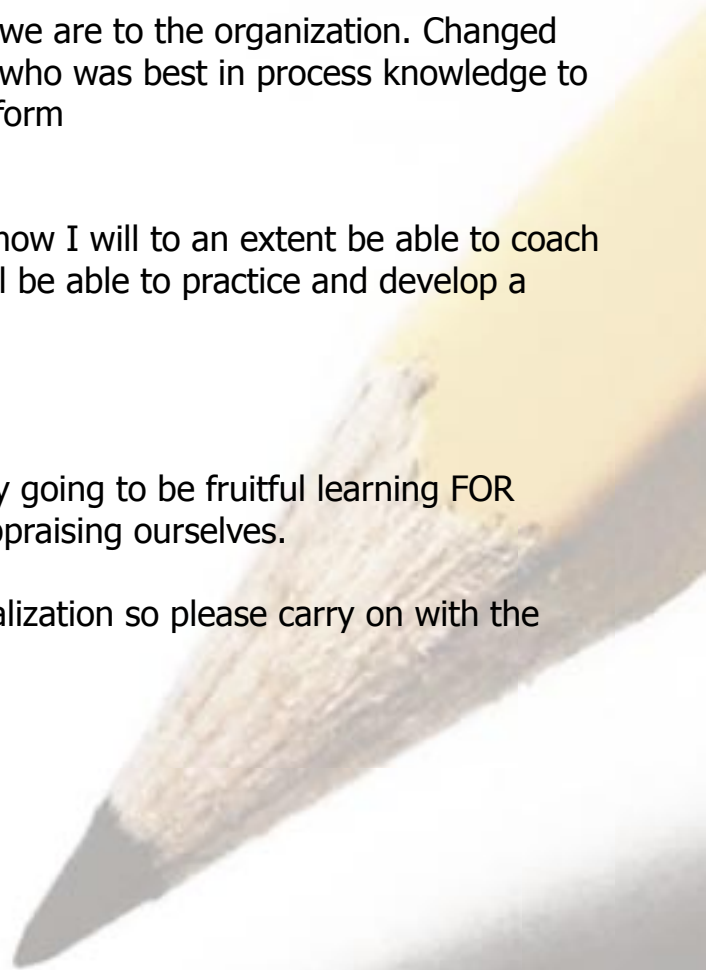 we are to the organization. Changed
who was best in process knowledge to
form
now I will to an extent be able to coach
l be able to practice and develop a
y going to be fruitful learning FOR
ppraising ourselves.
alization so please carry on with the